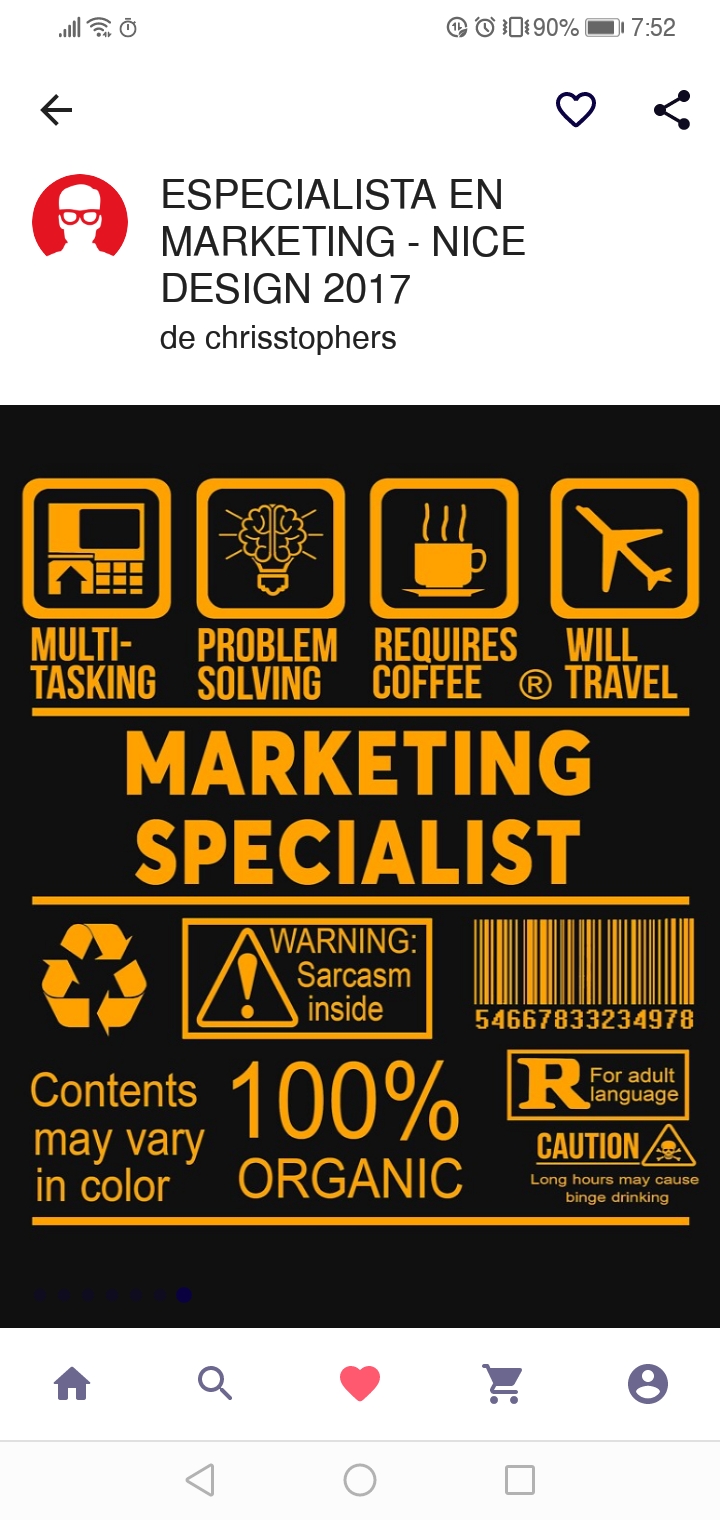 90% 7:52
ESPECIALISTA EN
MARKETING - NICE
DESIGN 2017
de chrisstophers
MULTI-
TASKING
PROBLEM
SOLVING
REQUIRES
COFFEE
®
WILL
TRAVEL
MARKETING
SPECIALIST
WARNING:
Sarcasm
inside
54667833234978
Contents
may vary
in color
100%
ORGANIC
R For adult
language
CAUTION
Long hours may cause
binge drinking